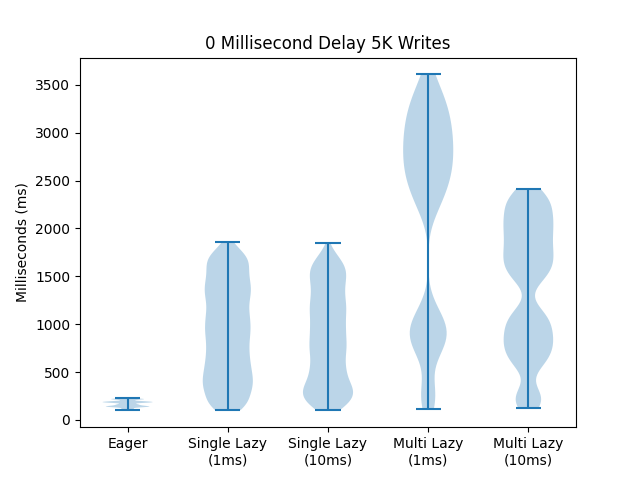 0 Millisecond Delay 5K Writes
Milliseconds (ms)
3500
3000
2500
2000
1500
1000
500
0
Eager
Single Lazy
(1ms)
Single Lazy
(10ms)
Multi Lazy
(1ms)
Multi Lazy
(10ms)